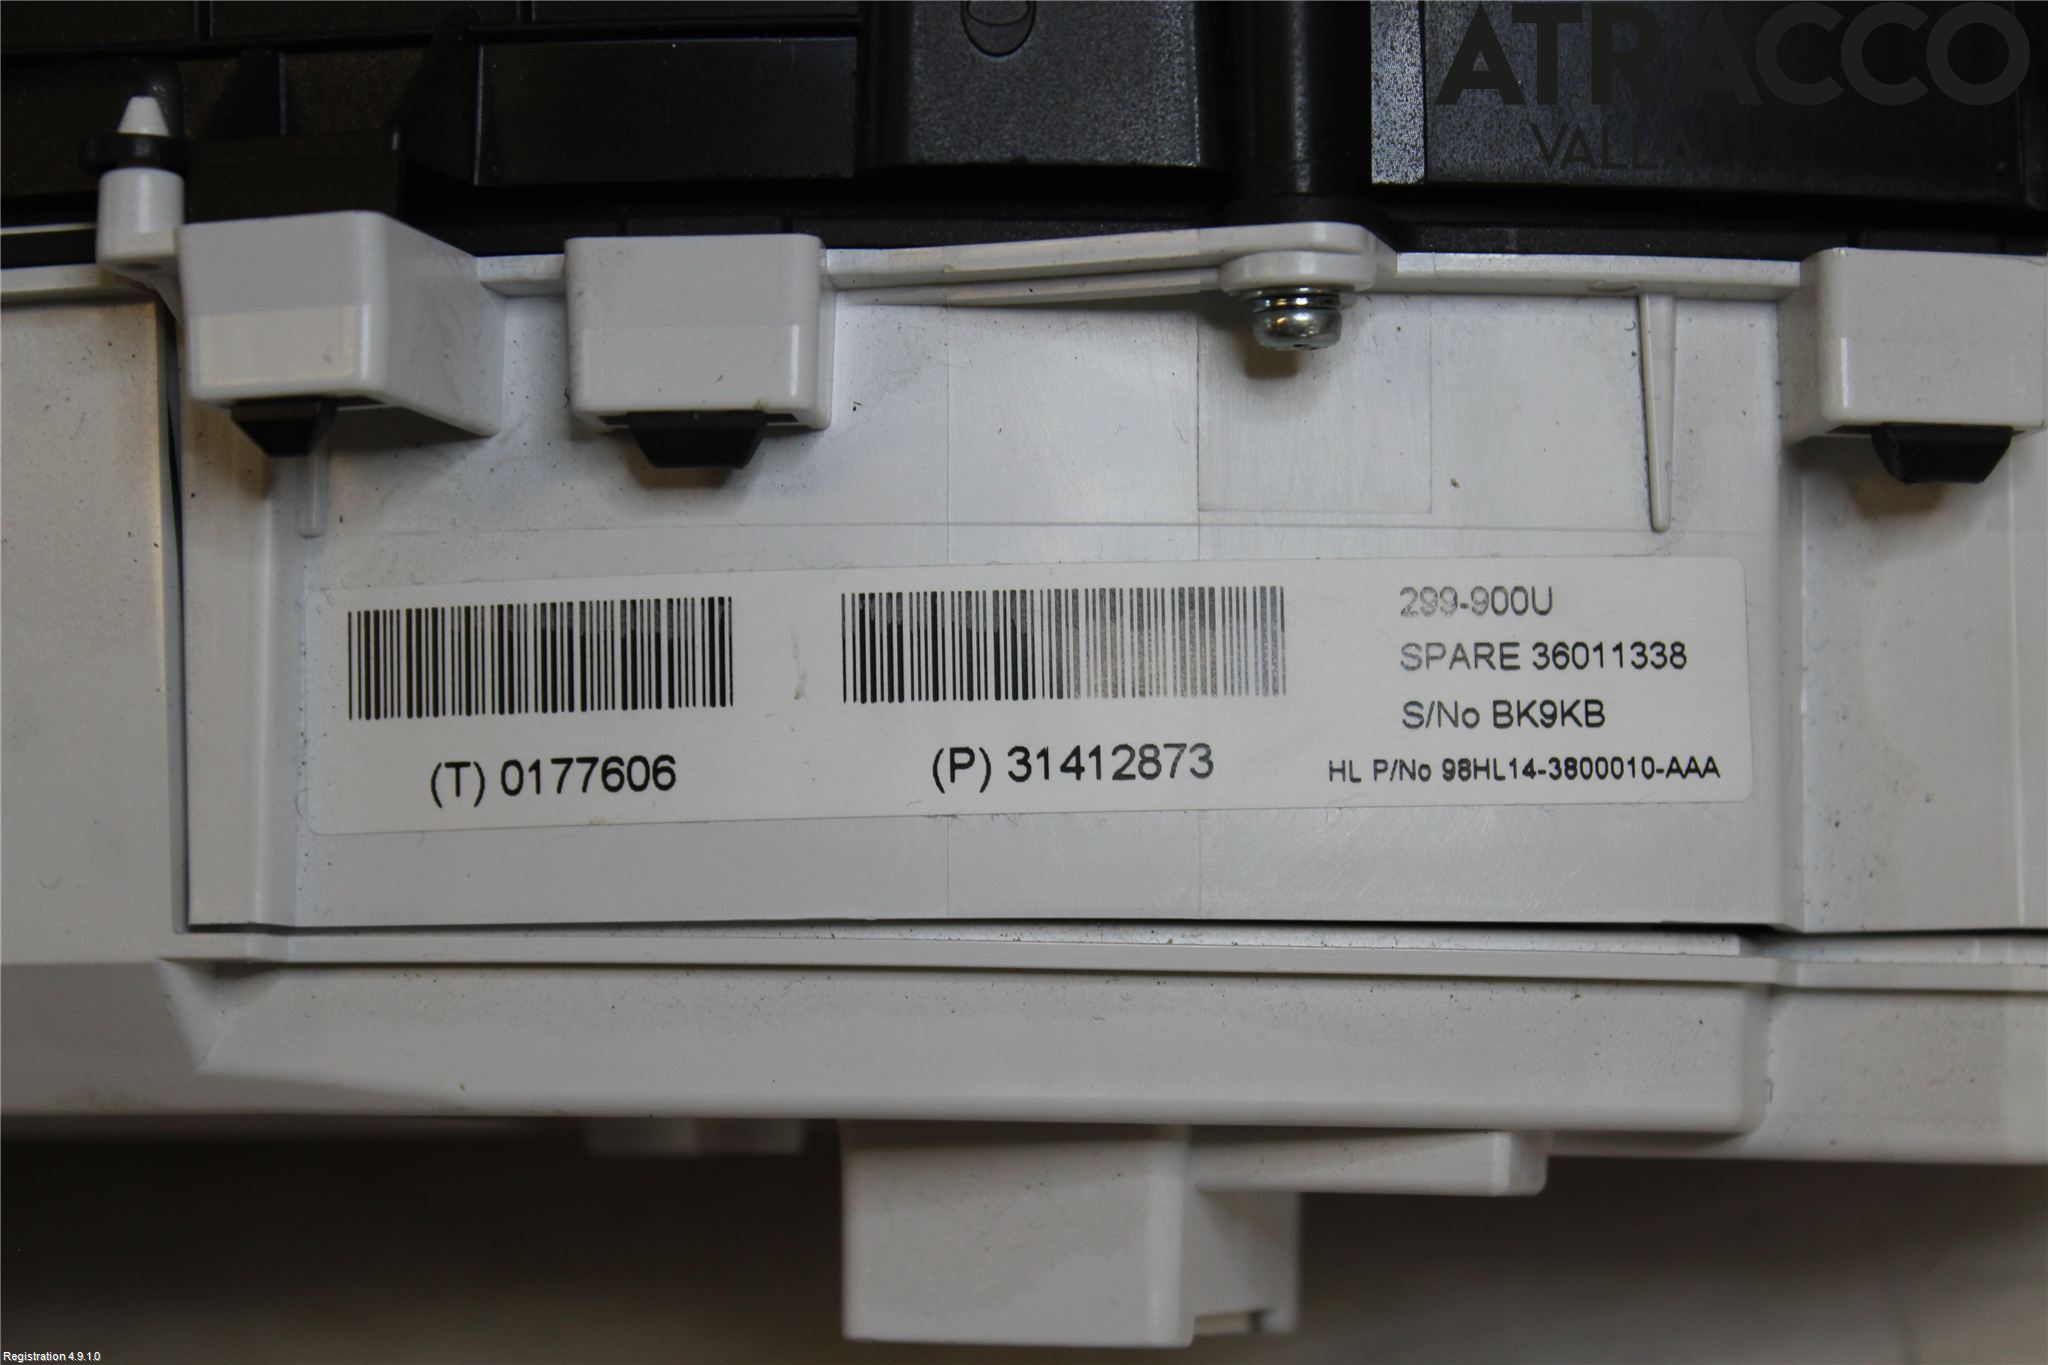 ATRACCO
VALLA
299-900U
SPARE 36011338
S/No BK9KB
(T) 0177606
(P) 31412873
HL P/No 98HL14-3800010-AAA
Registration 4.9.1.0